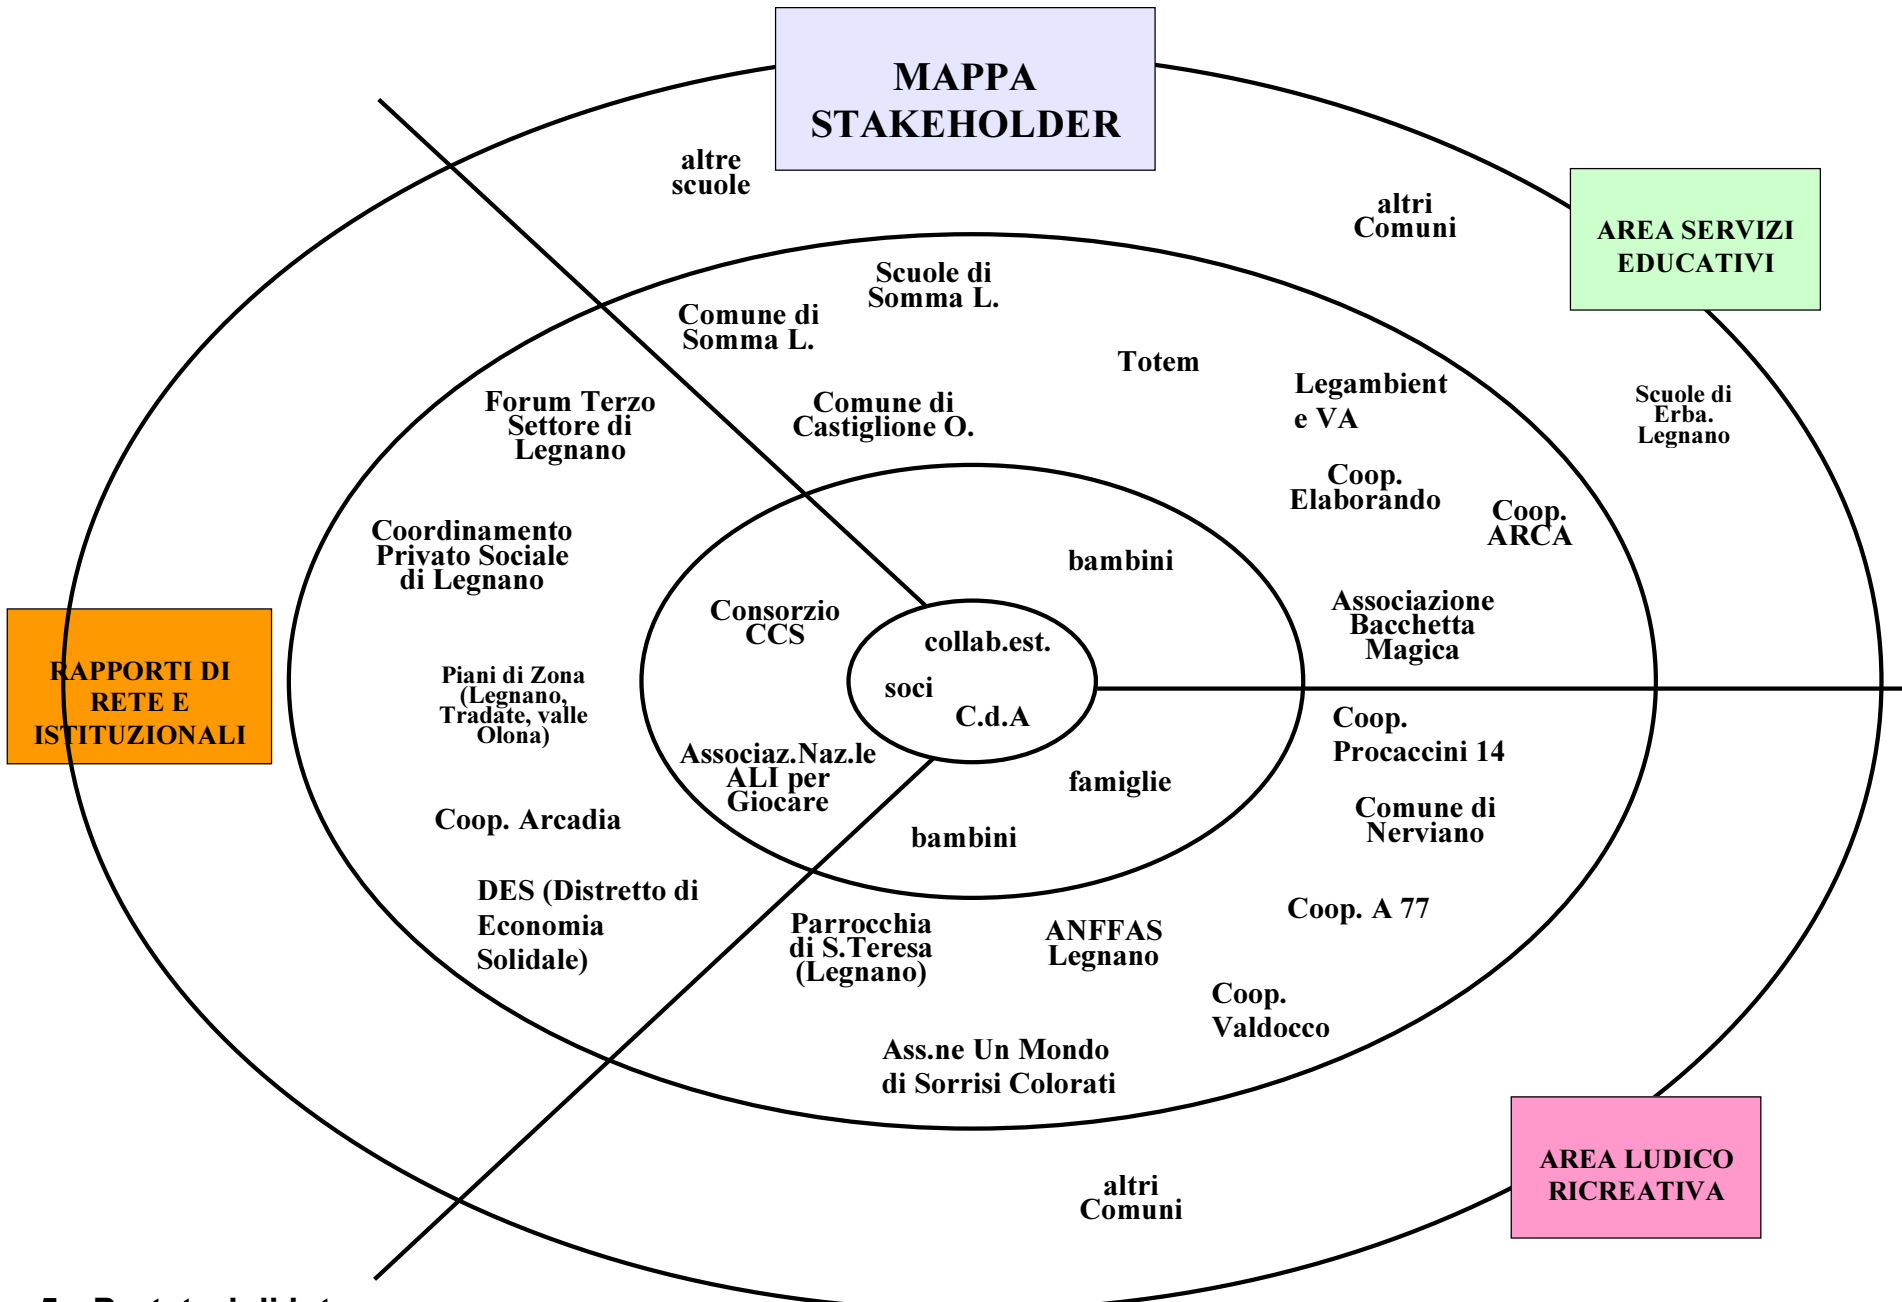 MAPPA
STAKEHOLDER
altre
scuole
altri
Comuni
AREA SERVIZI
EDUCATIVI
Scuole di
Somma L.
Comune di
Somma L.
Totem
Legambient
e VA
Scuole di
Erba.
Legnano
Forum Terzo
Settore di
Legnano
Comune di
Castiglione O.
Coop.
Elaborando
Coop.
ARCA
Coordinamento
Privato Sociale
di Legnano
bambini
Consorzio
CCS
Associazione
Bacchetta
Magica
collab.est.
soci
C.d.A
RAPPORTI DI
RETE E
ISTITUZIONALI
Piani di Zona
(Legnano,
Tradate, valle
Olona)
Coop.
Procaccini 14
Associaz.Naz.le
ALI per
Giocare
famiglie
bambini
Comune di
Nerviano
Coop. Arcadia
DES (Distretto di
Economia
Solidale)
Parrocchia
di S.Teresa
(Legnano)
ANFFAS
Legnano
Coop. A 77
Coop.
Valdocco
Ass.ne Un Mondo
di Sorrisi Colorati
AREA LUDICO
RICREATIVA
altri
Comuni